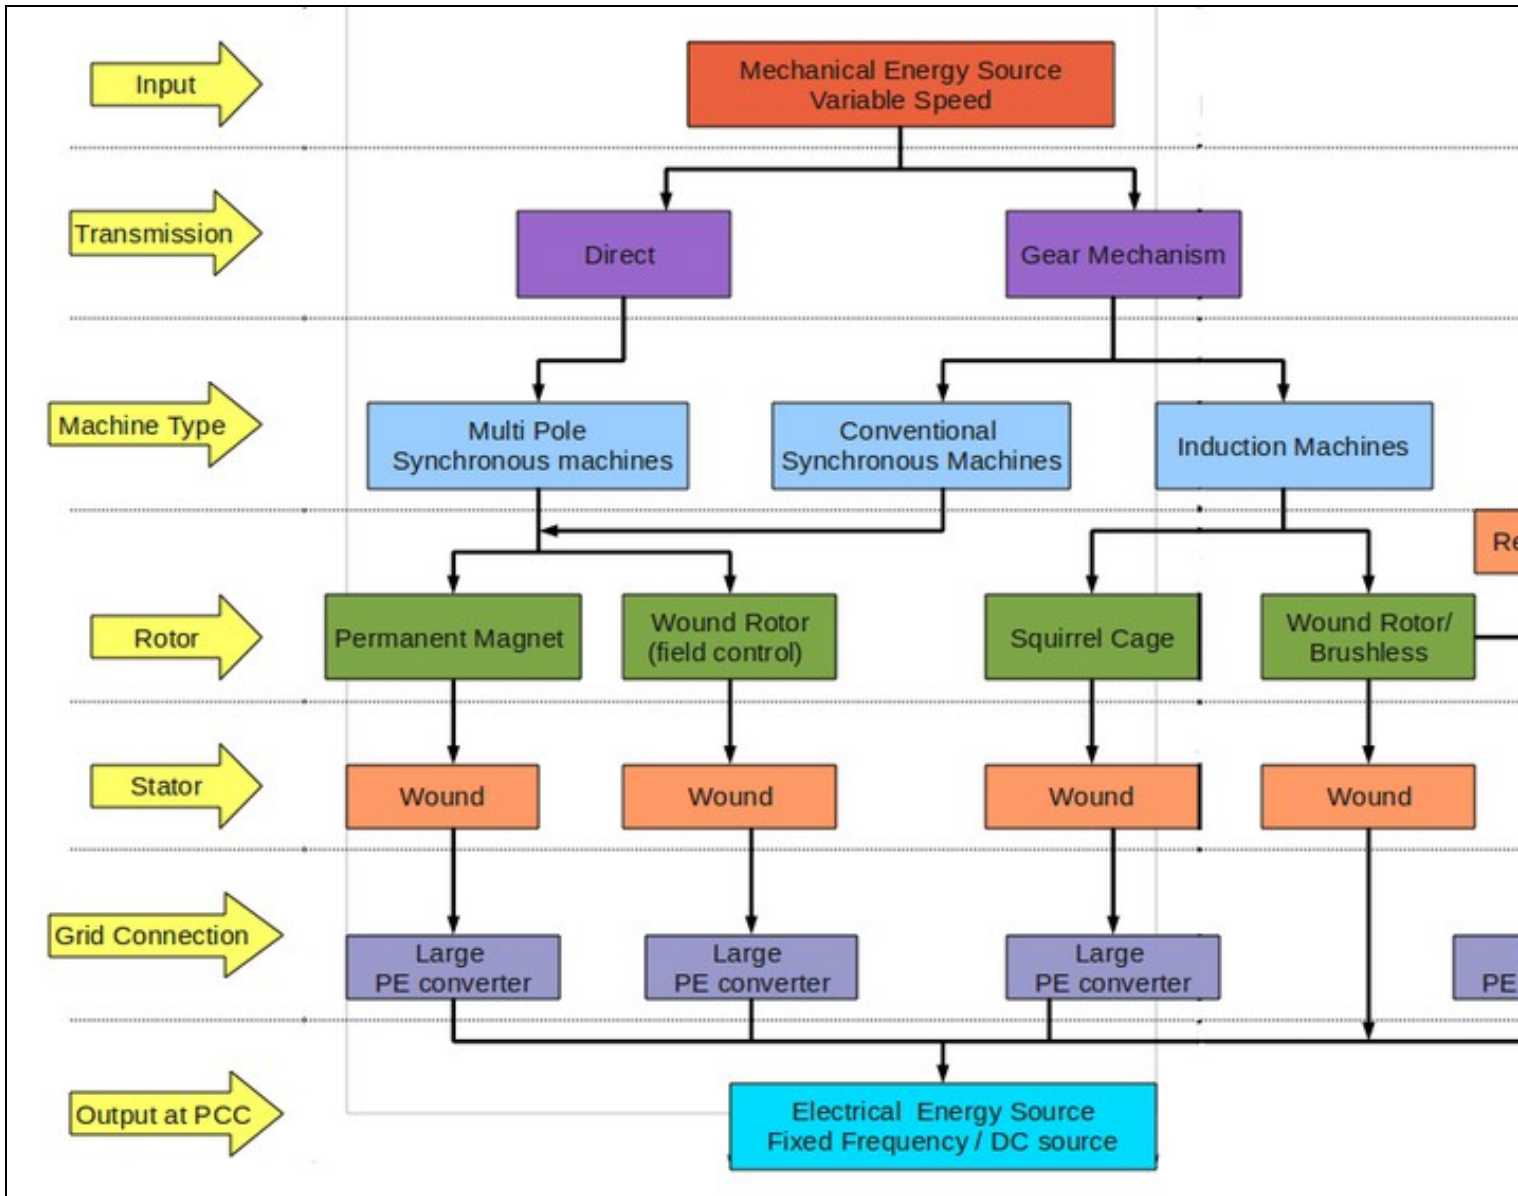 Input
Mechanical Energy Source
Variable Speed
Transmission
Direct
Gear Mechanism
Machine Type
Multi Pole
Synchronous machines
Conventional
Synchronous Machines
Induction Machines
Rotor
Permanent Magnet
Wound Rotor
(field control)
Squirrel Cage
Wound Rotor/
Brushless
Stator
Wound
Wound
Wound
Wound
Grid Connection
Large
PE converter
Large
PE converter
Large
PE converter
PE
Output at PCC
Electrical Energy Source
Fixed Frequency / DC source